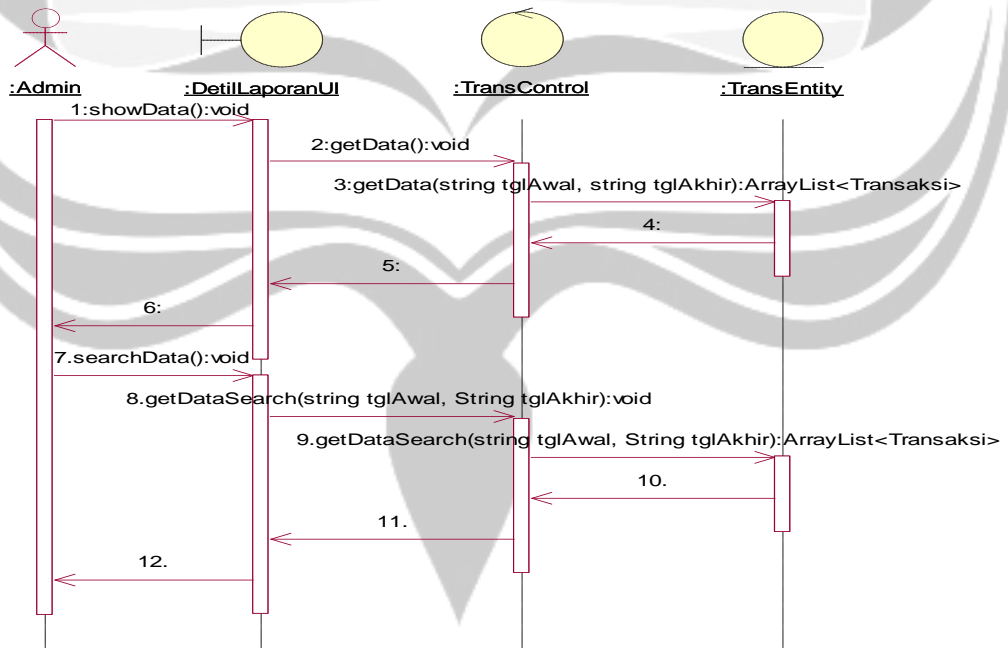 :Admin
:DetilLaporanUI
:TransControl
:TransEntity
1:showData():void
2:getData():void
3:getData(string tglAwal, string tglAkhir):ArrayList<Transaksi>
4:
5:
6:
7.searchData():void
8.getDataSearch(string tglAwal, String tglAkhir):void
9.getDataSearch(string tglAwal, String tglAkhir):ArrayList<Transaksi>
10.
11.
12.